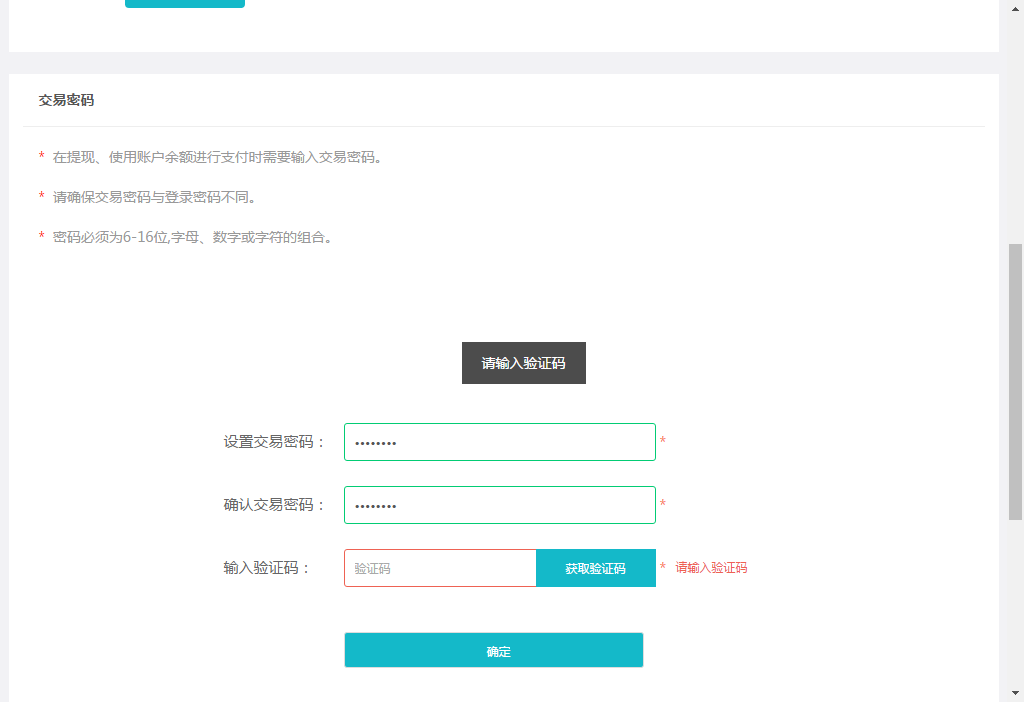 交易密码
* 在提现、使用账户余额进行支付时需要输入交易密码。
* 请确保交易密码与登录密码不同。
* 密码必须为6-16位,字母、数字或字符的组合。
请输入验证码
设置交易密码： •••••••• *
确认交易密码： •••••••• *
输入验证码： 验证码 获取验证码 * 请输入验证码
确定